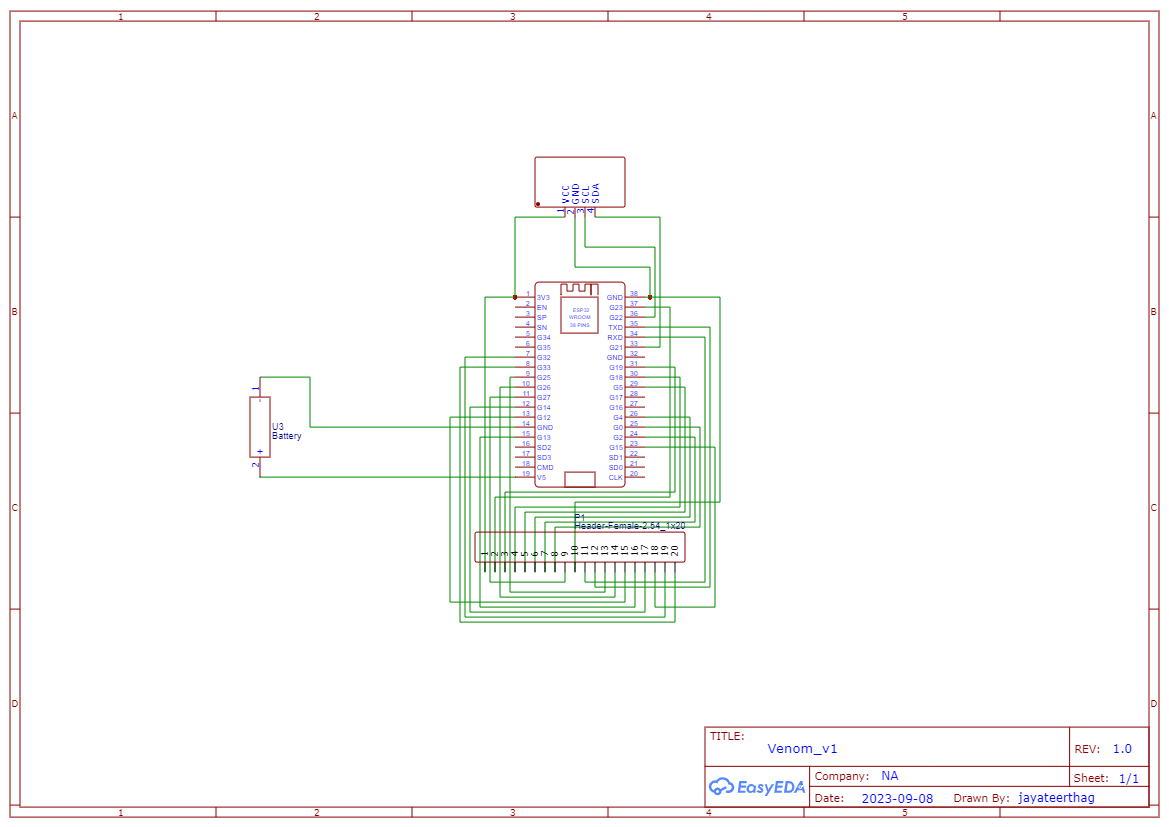 1 2 3 4 5
A A
B B
C C
D D
1 2 3 4 5
VCC
GND
SCL
SDA
1
2
3
4
ESP32
WROOM
38 PINS
1 3V3 GND 38
2 EN G23 37
3 SP G22 36
4 SN TXD 35
5 G34 RXD 34
6 G35 G21 33
7 G32 GND 32
8 G33 G19 31
9 G25 G18 30
10 G26 G5 29
11 G27 G17 28
12 G14 G16 27
13 G12 G4 26
14 GND G0 25
15 G13 G2 24
16 SD2 G15 23
17 SD3 SD1 22
18 CMD SD0 21
19 V5 CLK 20
1
-
U3
Battery
+
2
P1
Header-Female-2.54_1x20
1 2 3 4 5 6 7 8 9 10 11 12 13 14 15 16 17 18 19 20
TITLE:
Venom_v1
REV: 1.0
EasyEDA
Company: NA
Sheet: 1/1
Date: 2023-09-08 Drawn By: jayateerthag